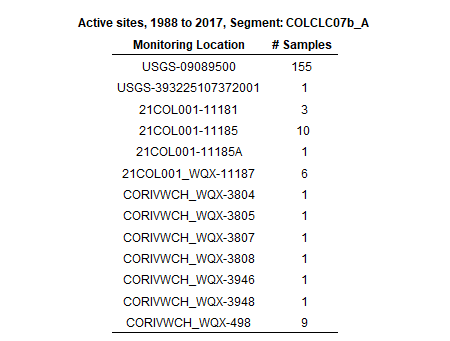 Active sites, 1988 to 2017, Segment: COLCLC07b_A
Monitoring Location # Samples
USGS-09089500 155
USGS-393225107372001 1
21COL001-11181 3
21COL001-11185 10
21COL001-11185A 1
21COL001_WQX-11187 6
CORIVWCH_WQX-3804 1
CORIVWCH_WQX-3805 1
CORIVWCH_WQX-3807 1
CORIVWCH_WQX-3808 1
CORIVWCH_WQX-3946 1
CORIVWCH_WQX-3948 1
CORIVWCH_WQX-498 9